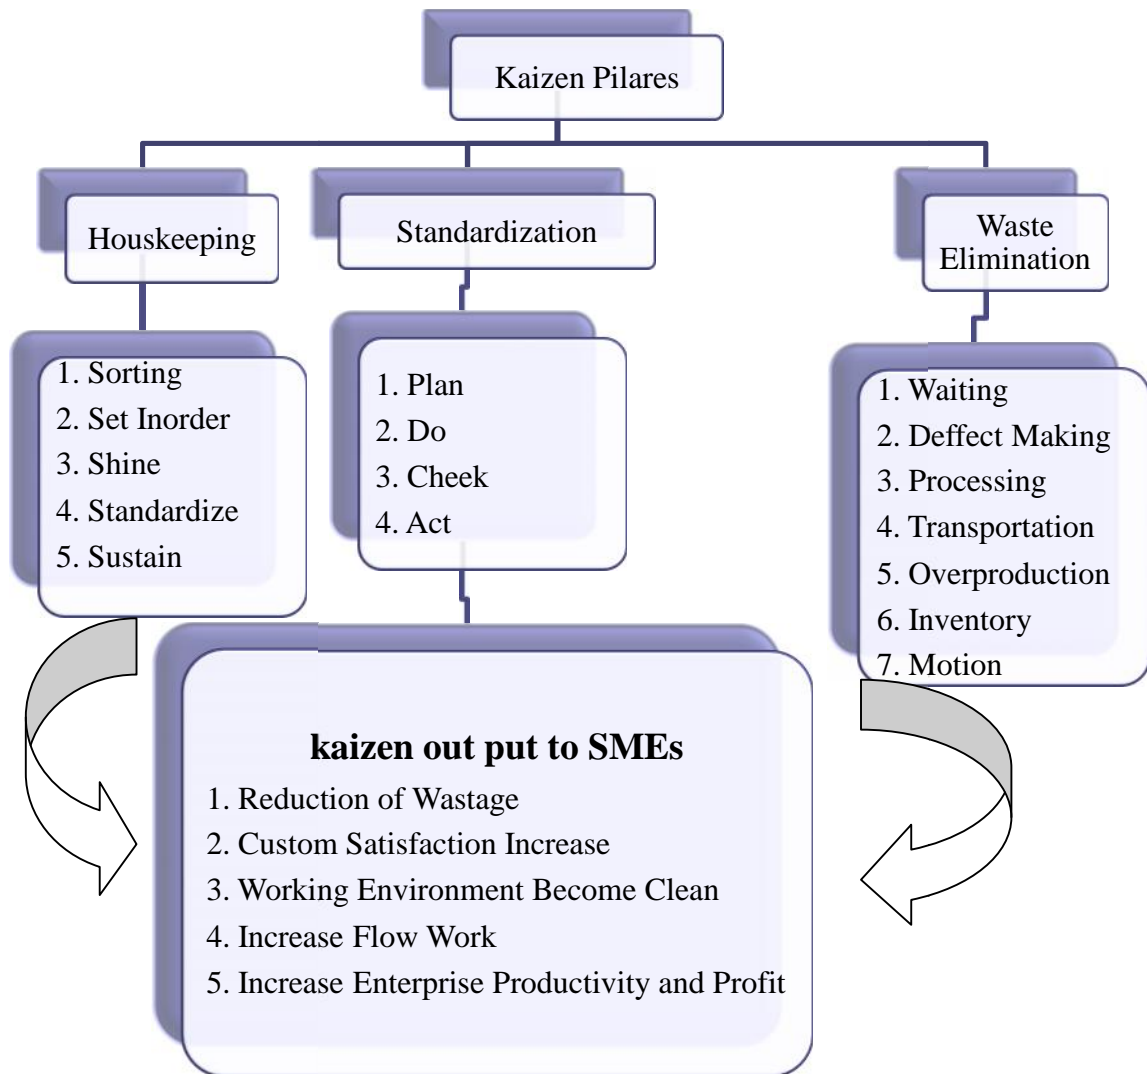 Kaizen Pilares
Houskeeping
Standardization
Waste
Elimination
1. Sorting
2. Set Inorder
3. Shine
4. Standardize
5. Sustain
1. Plan
2. Do
3. Cheek
4. Act
1. Waiting
2. Deffect Making
3. Processing
4. Transportation
5. Overproduction
6. Inventory
7. Motion
kaizen out put to SMEs
1. Reduction of Wastage
2. Custom Satisfaction Increase
3. Working Environment Become Clean
4. Increase Flow Work
5. Increase Enterprise Productivity and Profit